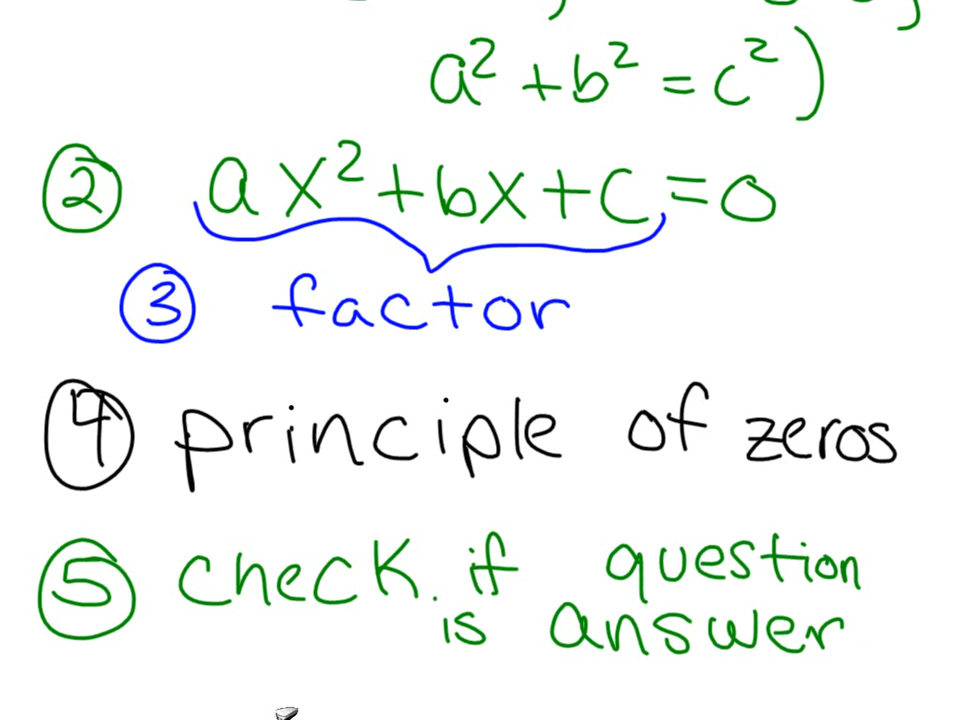 a² + b² = c² )
② ax² + bx + c = 0
③ factor
④ principle of zeros
⑤ check if question
is answer